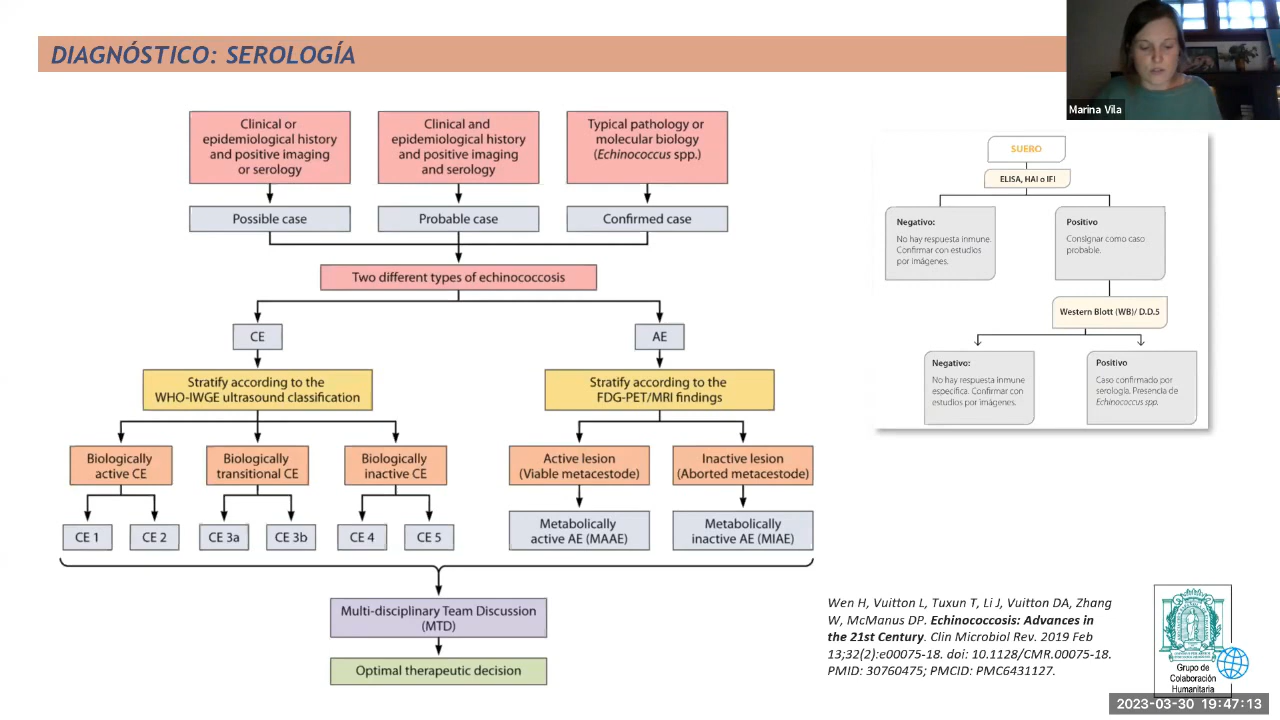 DIAGNÓSTICO: SEROLOGÍA
Marina Vila
Clinical or
epidemiological history
and positive imaging
or serology
Clinical and
epidemiological history
and positive imaging
and serology
Typical pathology or
molecular biology
(Echinococcus spp.)
Possible case
Probable case
Confirmed case
Two different types of echinococcosis
CE
AE
Stratify according to the
WHO-IWGE ultrasound classification
Stratify according to the
FDG-PET/MRI findings
Biologically
active CE
Biologically
transitional CE
Biologically
inactive CE
Active lesion
(Viable metacestode)
Inactive lesion
(Aborted metacestode)
CE 1
CE 2
CE 3a
CE 3b
CE 4
CE 5
Metabolically
active AE (MAAE)
Metabolically
inactive AE (MIAE)
Multi-disciplinary Team Discussion
(MTD)
Optimal therapeutic decision
SUERO
ELISA, HAI o IFI
Negativo:
No hay respuesta inmune.
Confirmar con estudios
por imágenes.
Positivo
Consignar como caso
probable.
Western Blott (WB)/ D.D.5
Negativo:
No hay respuesta inmune
específica. Confirmar con
estudios por imágenes.
Positivo
Caso confirmado por
serología. Presencia de
Echinococcus spp.
Wen H, Vuitton L, Tuxun T, Li J, Vuitton DA, Zhang
W, McManus DP. Echinococcosis: Advances in
the 21st Century. Clin Microbiol Rev. 2019 Feb
13;32(2):e00075-18. doi: 10.1128/CMR.00075-18.
PMID: 30760475; PMCID: PMC6431127.
Grupo de
Colaboración
Humanitaria
2023-03-30 19:47:13